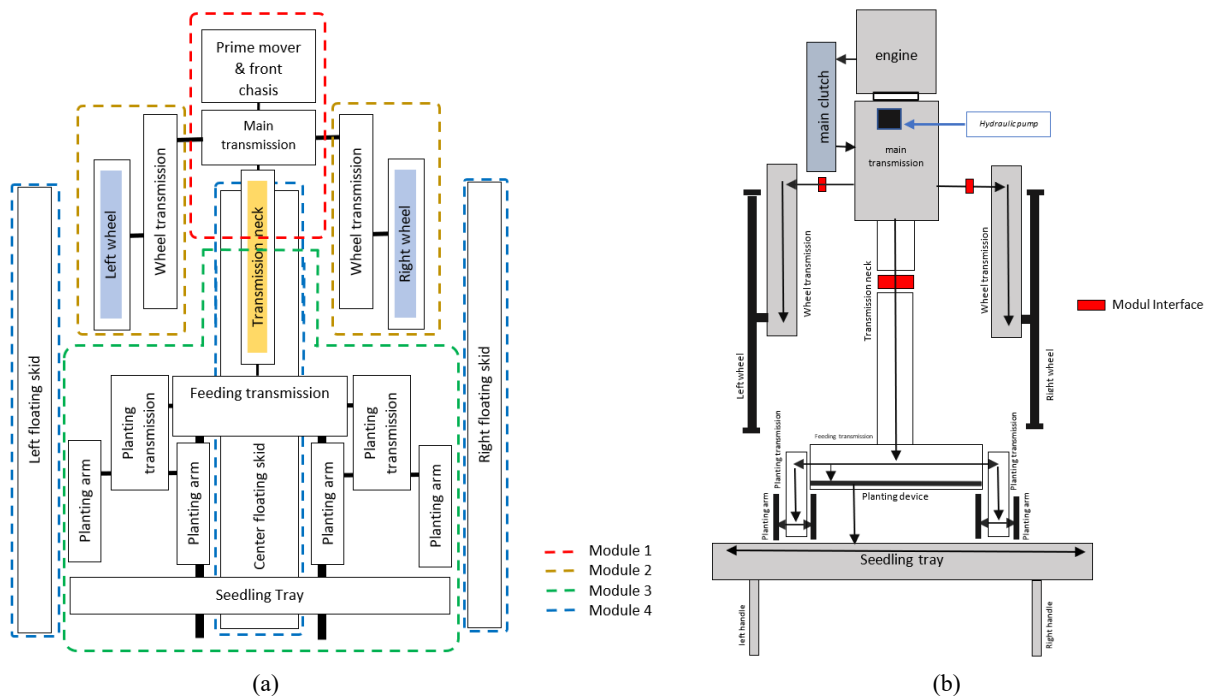 Prime mover
& front
chasis
Main
transmission
Wheel transmission
Wheel transmission
Left wheel
Right wheel
Transmission neck
Left floating skid
Right floating skid
Feeding transmission
Planting
transmission
Planting
transmission
Planting arm
Planting arm
Planting arm
Planting arm
Center floating skid
Seedling Tray
Module 1
Module 2
Module 3
Module 4
(a)
engine
main clutch
Hydraulic pump
main
transmission
Wheel transmission
Wheel transmission
Transmission neck
Modul Interface
Left wheel
Right wheel
Feeding transmission
Planting transmission
Planting transmission
Planting device
Planting arm
Planting arm
Seedling tray
left handle
Right handle
(b)